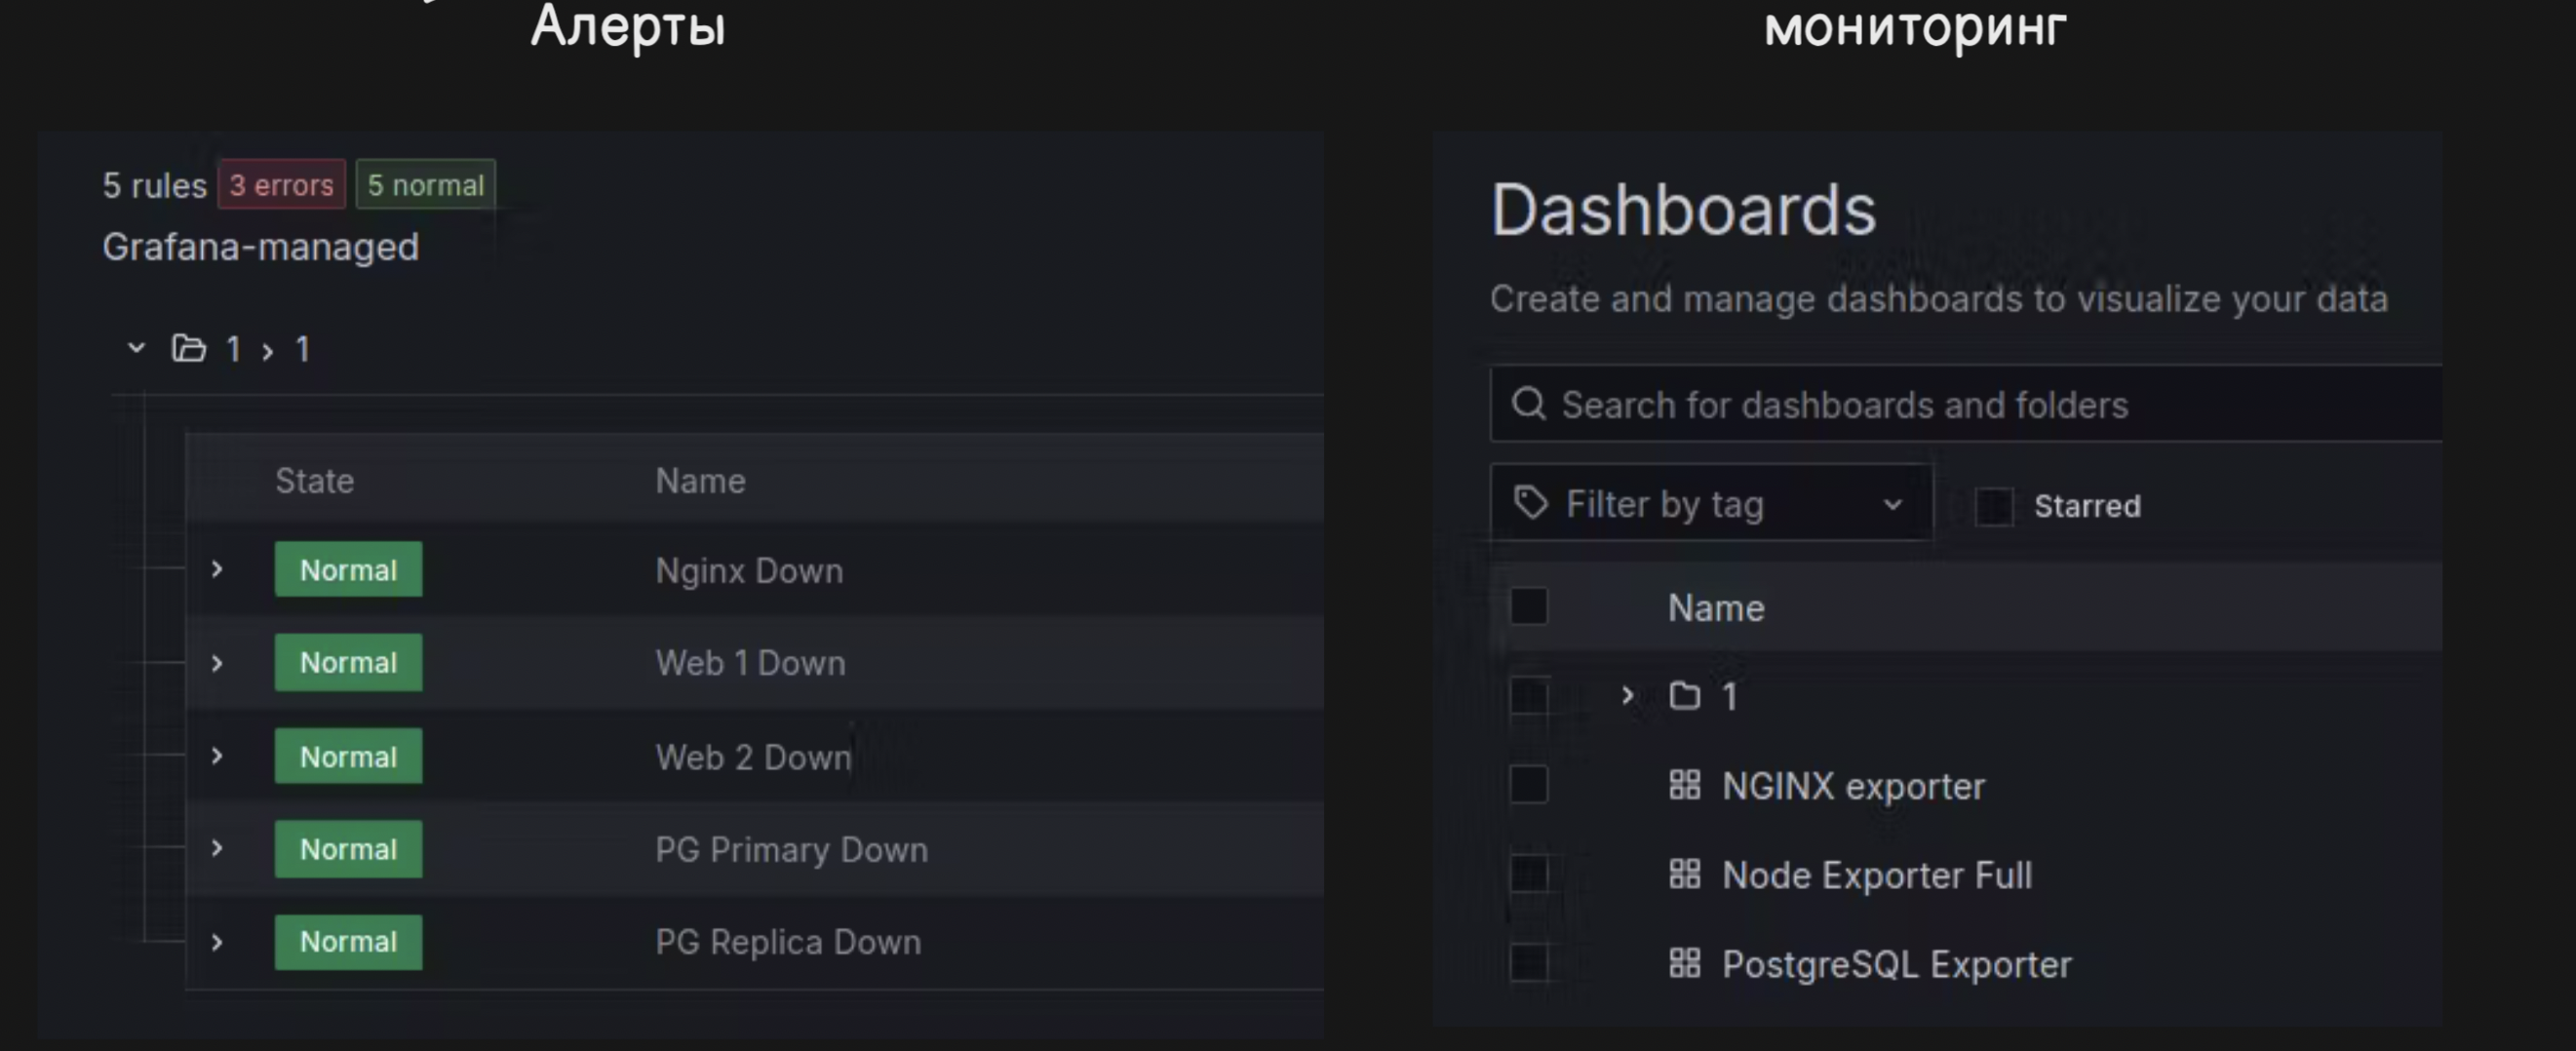 Алерты
5 rules 3 errors 5 normal
Grafana-managed
1 › 1
State Name
Normal Nginx Down
Normal Web 1 Down
Normal Web 2 Down
Normal PG Primary Down
Normal PG Replica Down
мониторинг
Dashboards
Create and manage dashboards to visualize your data
Search for dashboards and folders
Filter by tag Starred
Name
1
NGINX exporter
Node Exporter Full
PostgreSQL Exporter